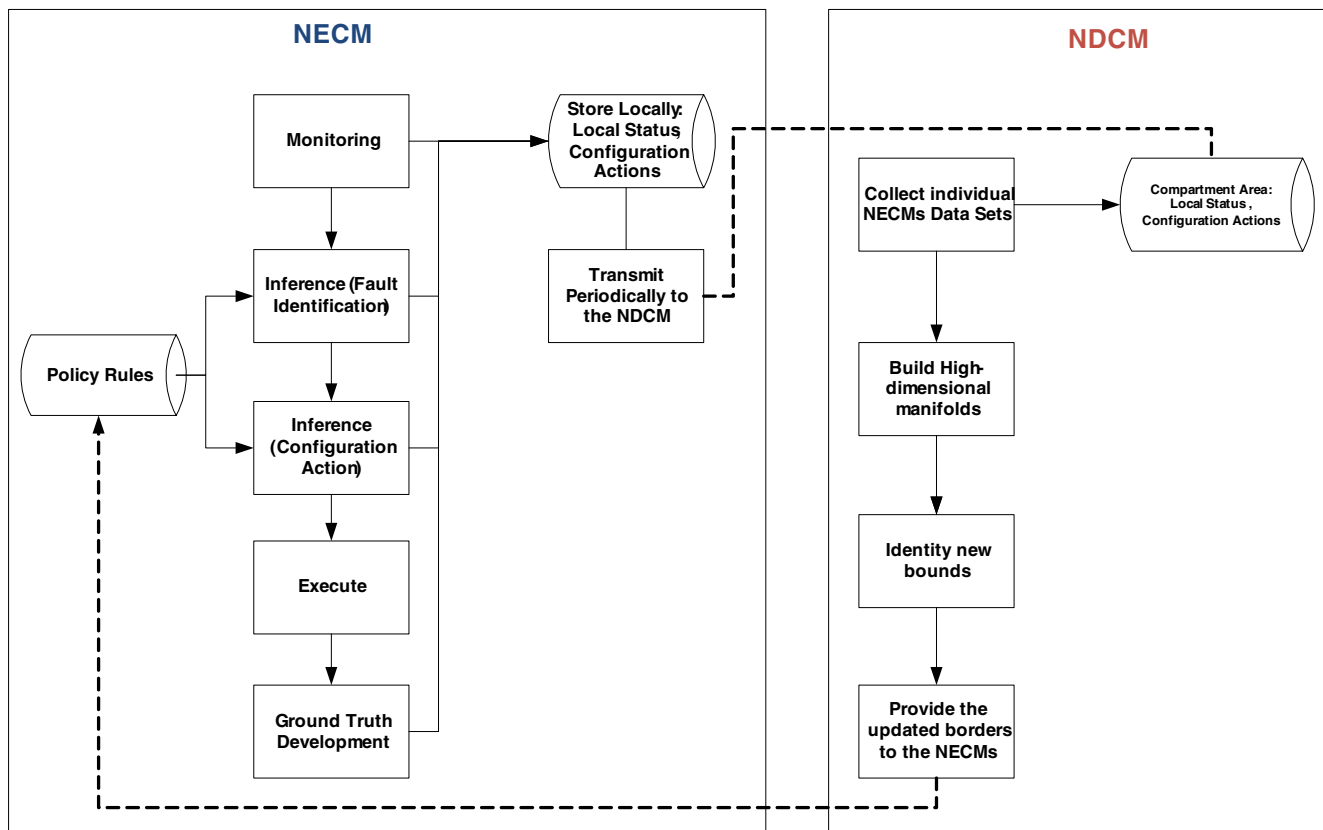 NECM
NDCM
Monitoring
Store Locally:
Local Status,
Configuration
Actions
Collect individual
NECMs Data Sets
Compartment Area:
Local Status ,
Configuration Actions
Inference (Fault
Identification)
Transmit
Periodically to
the NDCM
Policy Rules
Build High-
dimensional
manifolds
Inference
(Configuration
Action)
Identity new
bounds
Execute
Ground Truth
Development
Provide the
updated borders
to the NECMs